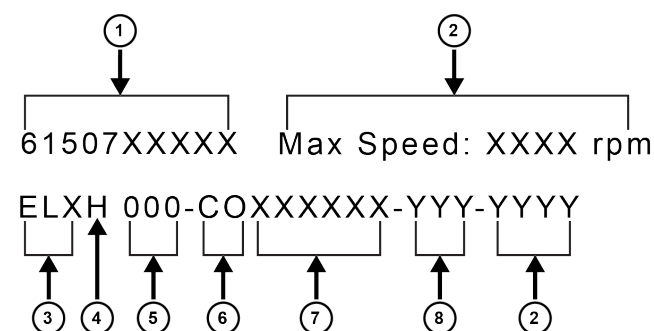 1 2
61507XXXXX Max Speed: XXXX rpm
ELXH 000-COXXXXXX-YYY-YYYY
3 4 5 6 7 8 2